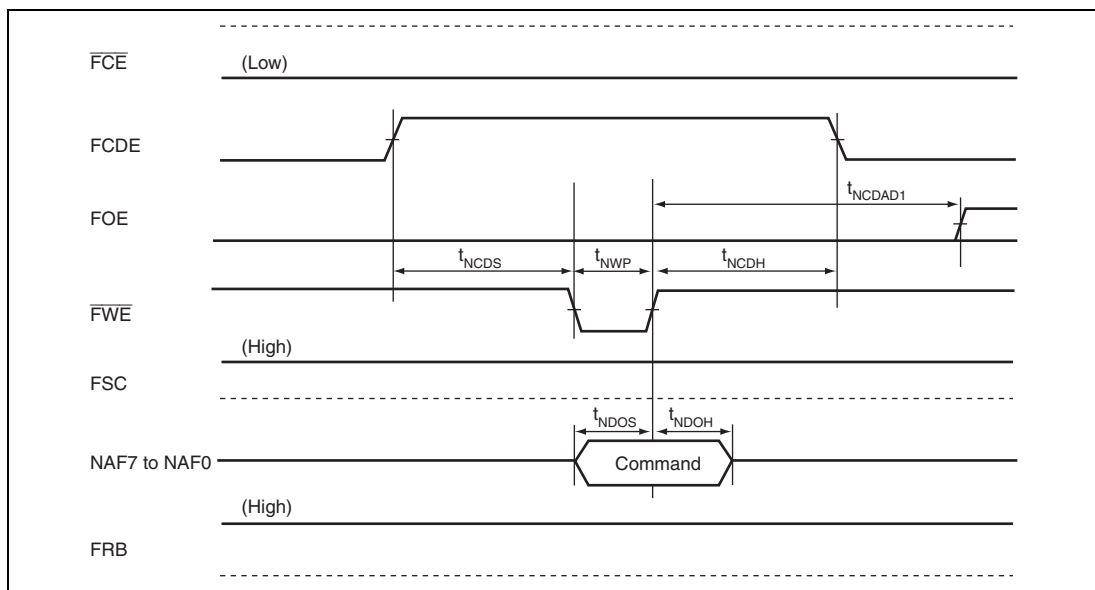 FCE
(Low)
FCDE
tNCDAD1
FOE
tNCDS
tNWP
tNCDH
FWE
(High)
FSC
tNDOS
tNDOH
NAF7 to NAF0
Command
(High)
FRB